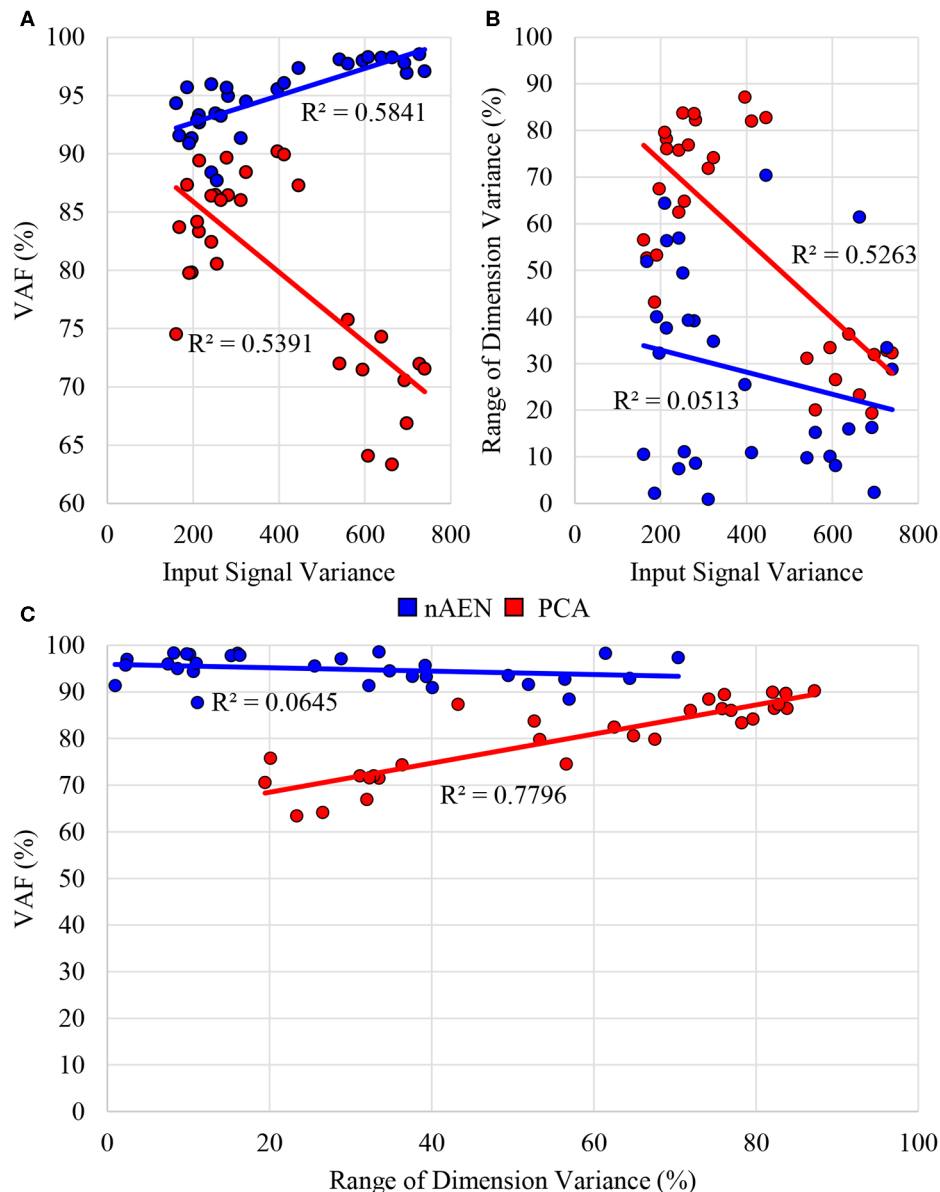 A
100
95
90
85
80
75
70
65
60
VAF (%)
R² = 0.5841
R² = 0.5391
0
200
400
600
800
Input Signal Variance
B
100
90
80
70
60
50
40
30
20
10
0
Range of Dimension Variance (%)
R² = 0.5263
R² = 0.0513
0
200
400
600
800
Input Signal Variance
nAEN
PCA
C
100
90
80
70
60
50
40
30
20
10
0
VAF (%)
R² = 0.0645
R² = 0.7796
0
20
40
60
80
100
Range of Dimension Variance (%)